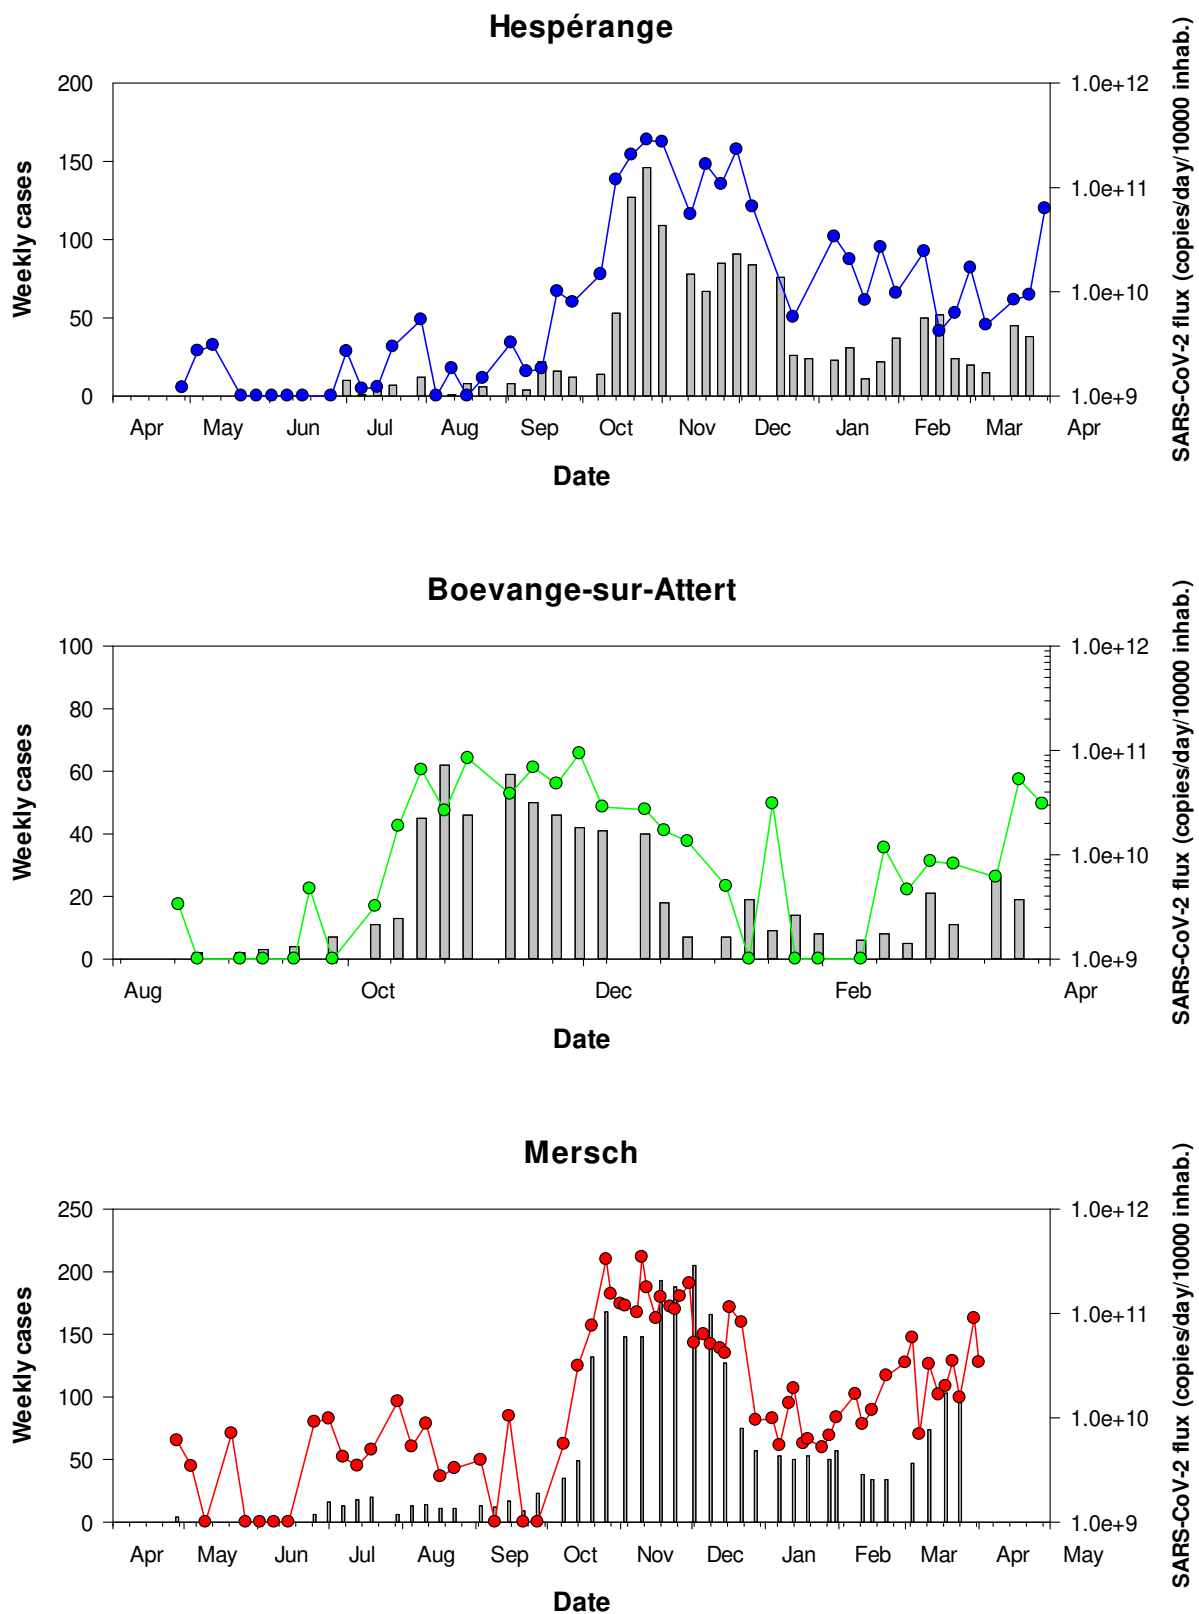 Hespérange
200
150
100
50
0
Weekly cases
1.0e+12
1.0e+11
1.0e+10
1.0e+9
SARS-CoV-2 flux (copies/day/10000 inhab.)
Apr May Jun Jul Aug Sep Oct Nov Dec Jan Feb Mar Apr
Date
Boevange-sur-Attert
100
80
60
40
20
0
Weekly cases
1.0e+12
1.0e+11
1.0e+10
1.0e+9
SARS-CoV-2 flux (copies/day/10000 inhab.)
Aug Oct Dec Feb Apr
Date
Mersch
250
200
150
100
50
0
Weekly cases
1.0e+12
1.0e+11
1.0e+10
1.0e+9
SARS-CoV-2 flux (copies/day/10000 inhab.)
Apr May Jun Jul Aug Sep Oct Nov Dec Jan Feb Mar Apr May
Date